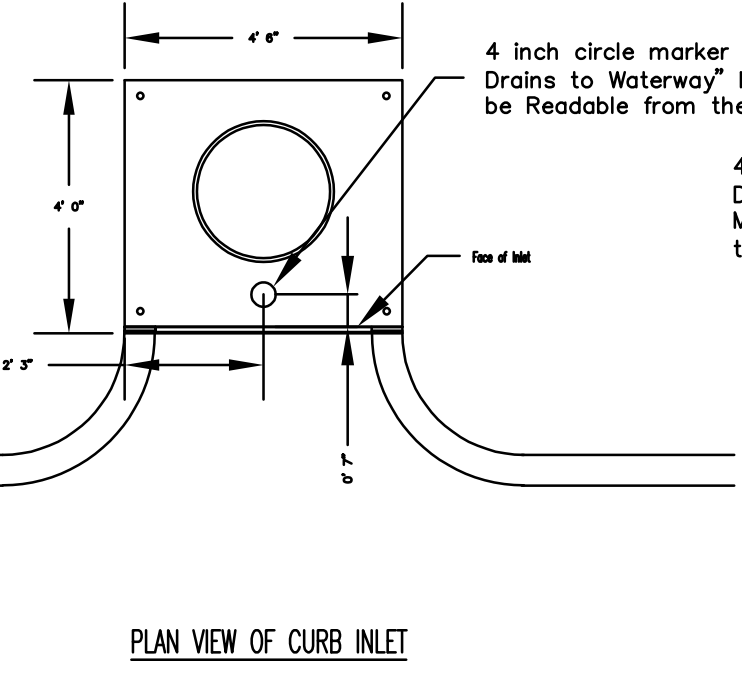 4' 6"
4 inch circle marker
Drains to Waterway"
be Readable from the
4' 0"
Face of Inlet
2' 3"
0' 7"
PLAN VIEW OF CURB INLET